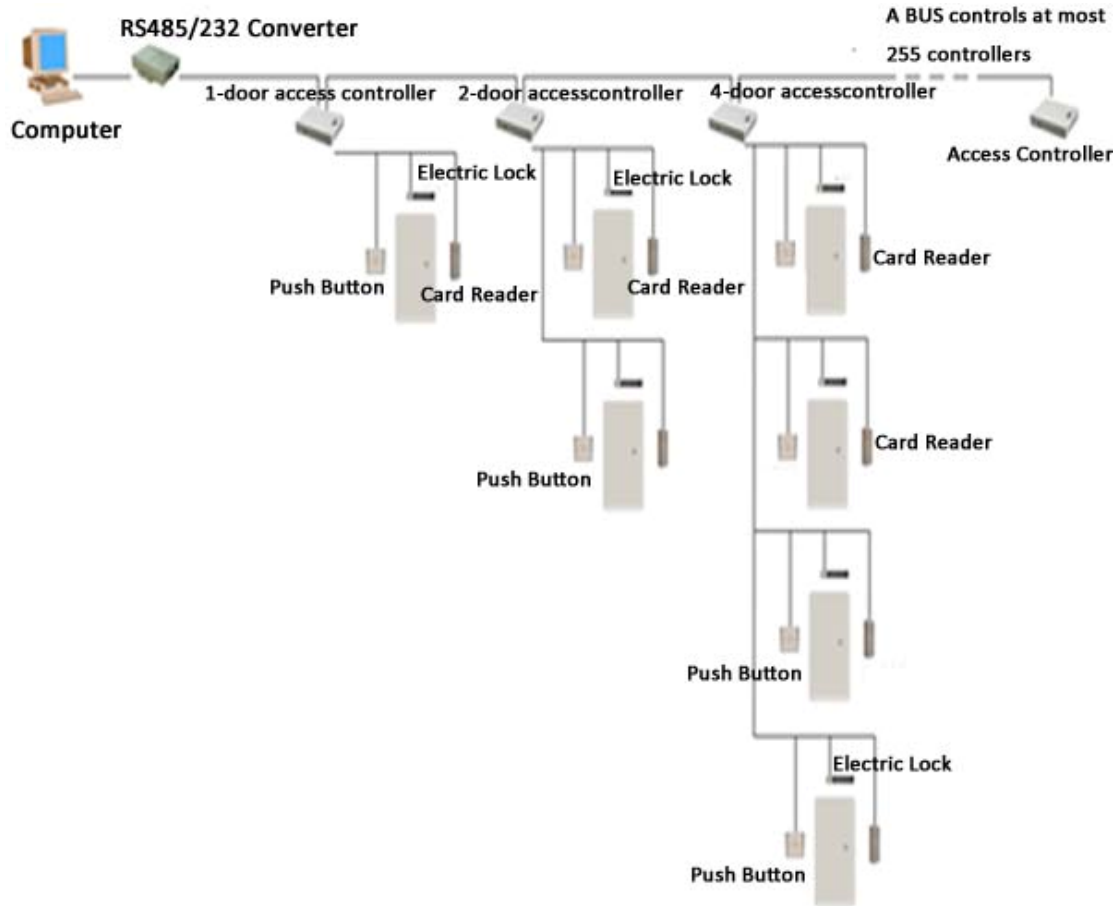 A BUS controls at most
RS485/232 Converter
255 controllers
1-door access controller
2-door accesscontroller
4-door accesscontroller
Computer
Access Controller
Electric Lock
Electric Lock
Card Reader
Push Button
Card Reader
Card Reader
Card Reader
Push Button
Push Button
Electric Lock
Push Button